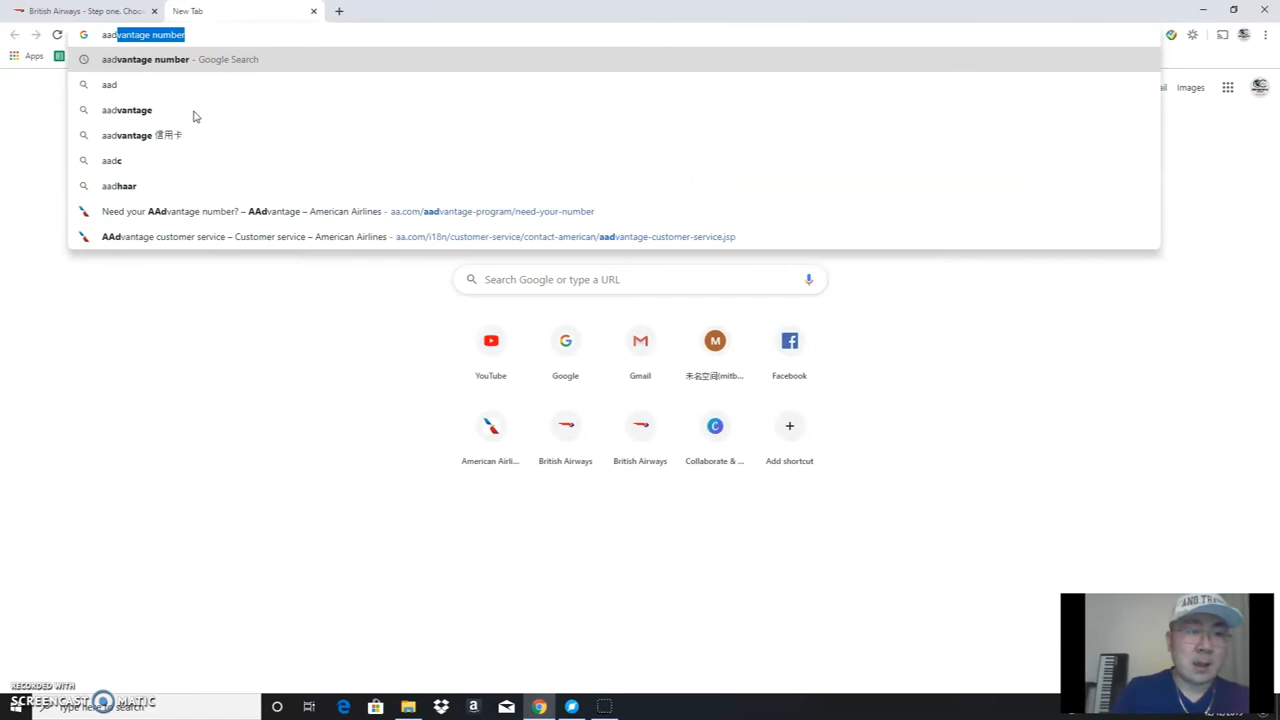 British Airways - Step one. Choo
New Tab
aadvantage number
Apps
aadvantage number - Google Search
aad
Images
aadvantage
aadvantage 信用卡
aadc
aadhaar
Need your AAdvantage number? – AAdvantage – American Airlines - aa.com/aadvantage-program/need-your-number
AAdvantage customer service – Customer service – American Airlines - aa.com/i18n/customer-service/contact-american/aadvantage-customer-service.jsp
Search Google or type a URL
YouTube
Google
Gmail
未名空间(mitb...
Facebook
American Airli...
British Airways
British Airways
Collaborate & ...
Add shortcut
RECORDED WITH
SCREENCAST MATIC
Type here to search